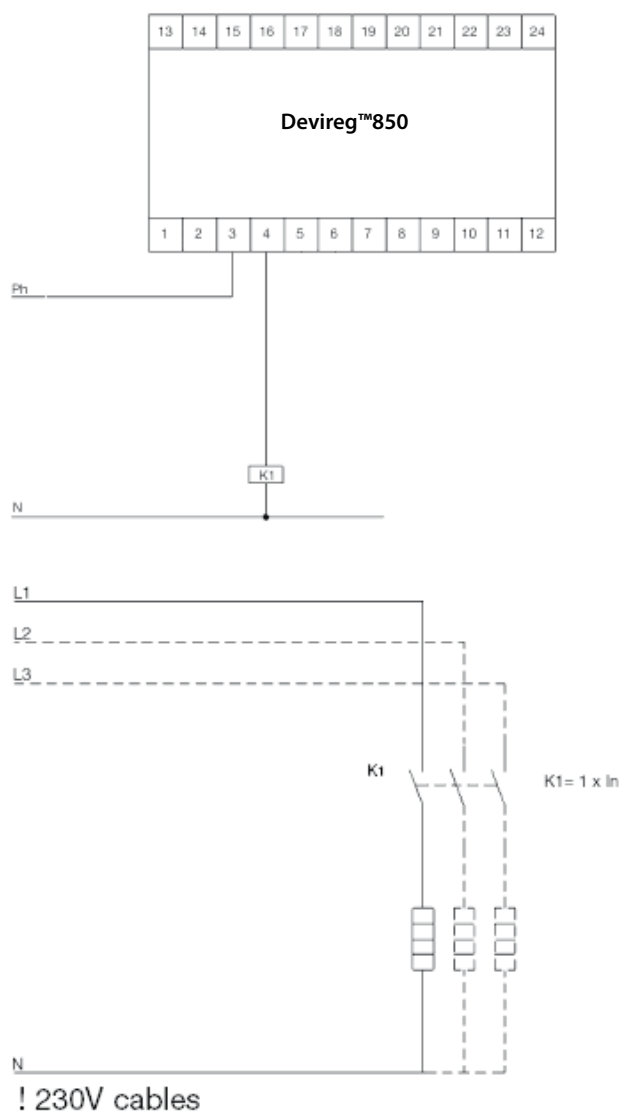 13 14 15 16 17 18 19 20 21 22 23 24
Devireg™850
1 2 3 4 5 6 7 8 9 10 11 12
Ph
K1
N
L1
L2
L3
K1
K1= 1 x In
N
! 230V cables